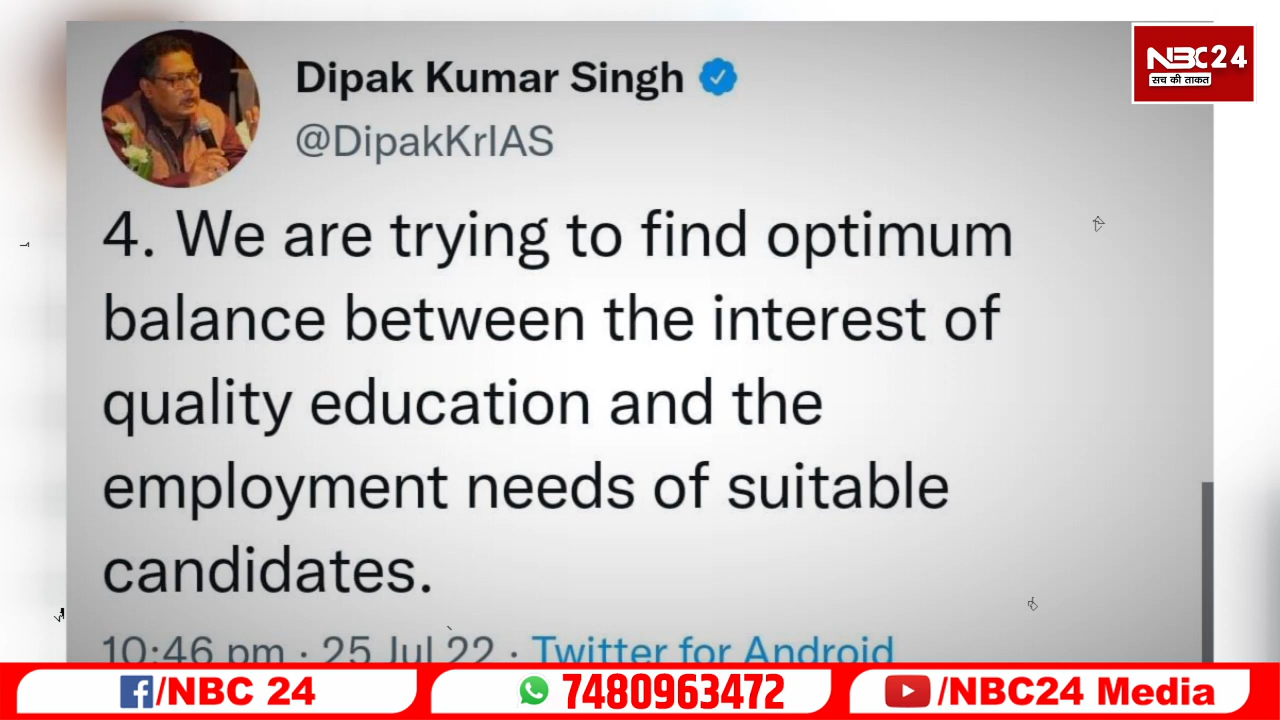 NBC24
सच की ताकत
Dipak Kumar Singh
@DipakKrIAS
4. We are trying to find optimum
balance between the interest of
quality education and the
employment needs of suitable
candidates.
10:46 pm · 25 Jul 22 · Twitter for Android
/NBC 24
7480963472
/NBC24 Media